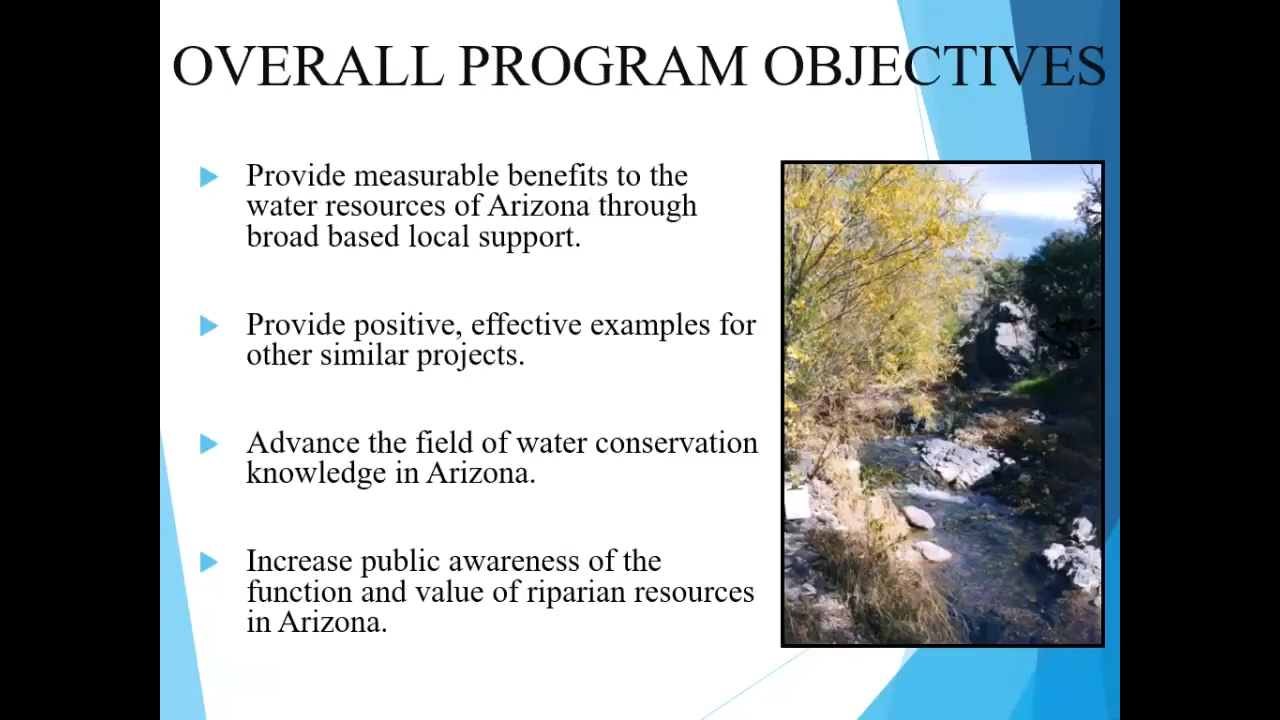 OVERALL PROGRAM OBJECTIVES
Provide measurable benefits to the
water resources of Arizona through
broad based local support.
Provide positive, effective examples for
other similar projects.
Advance the field of water conservation
knowledge in Arizona.
Increase public awareness of the
function and value of riparian resources
in Arizona.